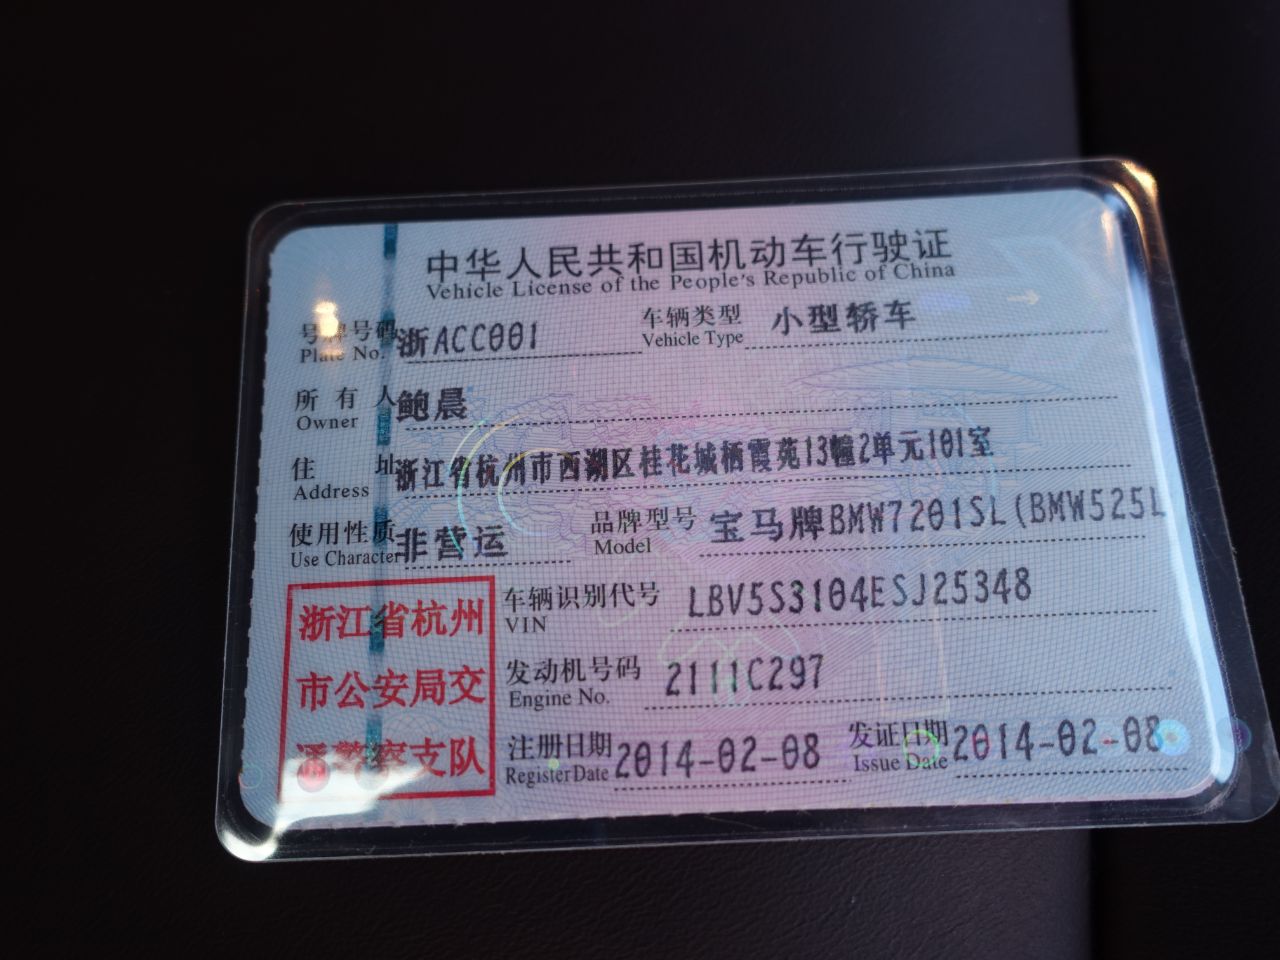 中华人民共和国机动车行驶证
Vehicle License of the People's Republic of China
号牌号码 浙ACC001 车辆类型 小型轿车
Plate No. Vehicle Type
所有人 鲍晨
Owner
住址 浙江省杭州市西湖区桂花城栖霞苑13幢2单元101室
Address
使用性质 非营运 品牌型号 宝马牌BMW7201SL(BMW525L
Use Character Model
车辆识别代号 LBV5S3104ESJ25348
VIN
发动机号码 2111C297
Engine No.
注册日期 2014-02-08 发证日期 2014-02-08
Register Date Issue Date
浙江省杭州
市公安局交
通警察支队